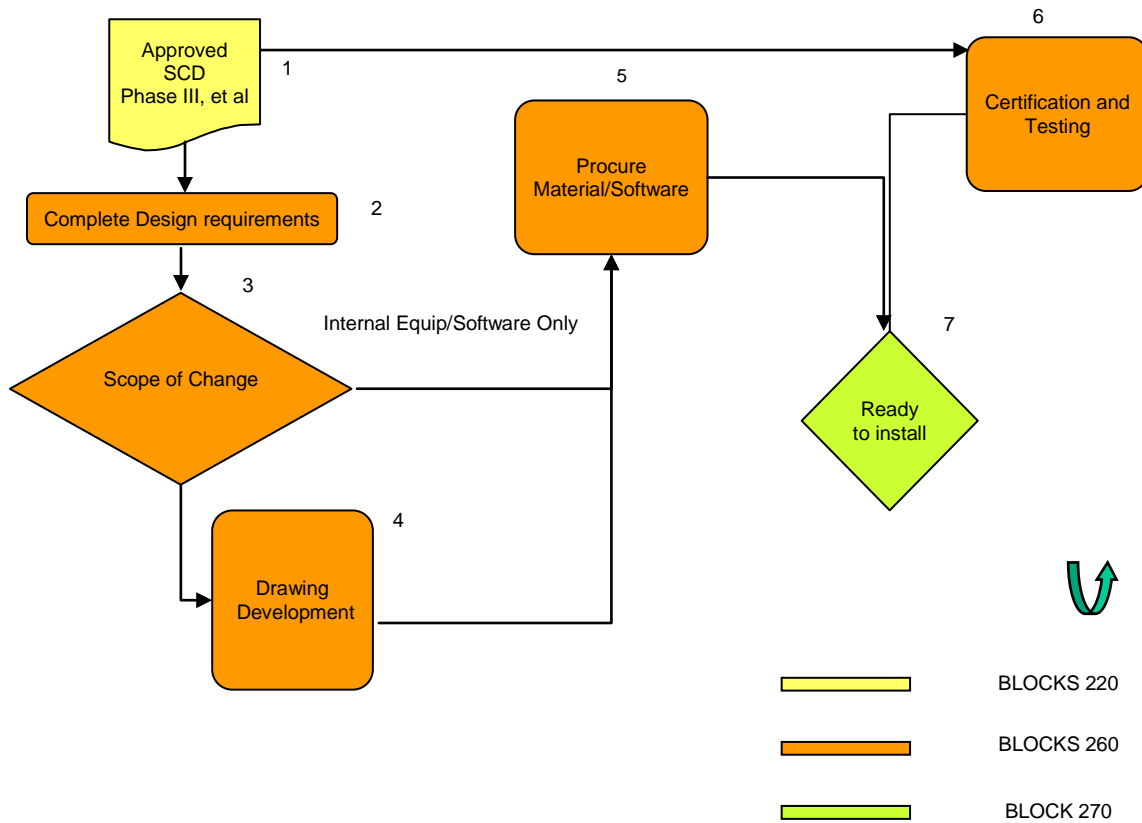 Approved
SCD
Phase III, et al
1
Complete Design requirements
2
3
Scope of Change
Internal Equip/Software Only
4
Drawing
Development
5
Procure
Material/Software
6
Certification and
Testing
7
Ready
to install
BLOCKS 220
BLOCKS 260
BLOCK 270